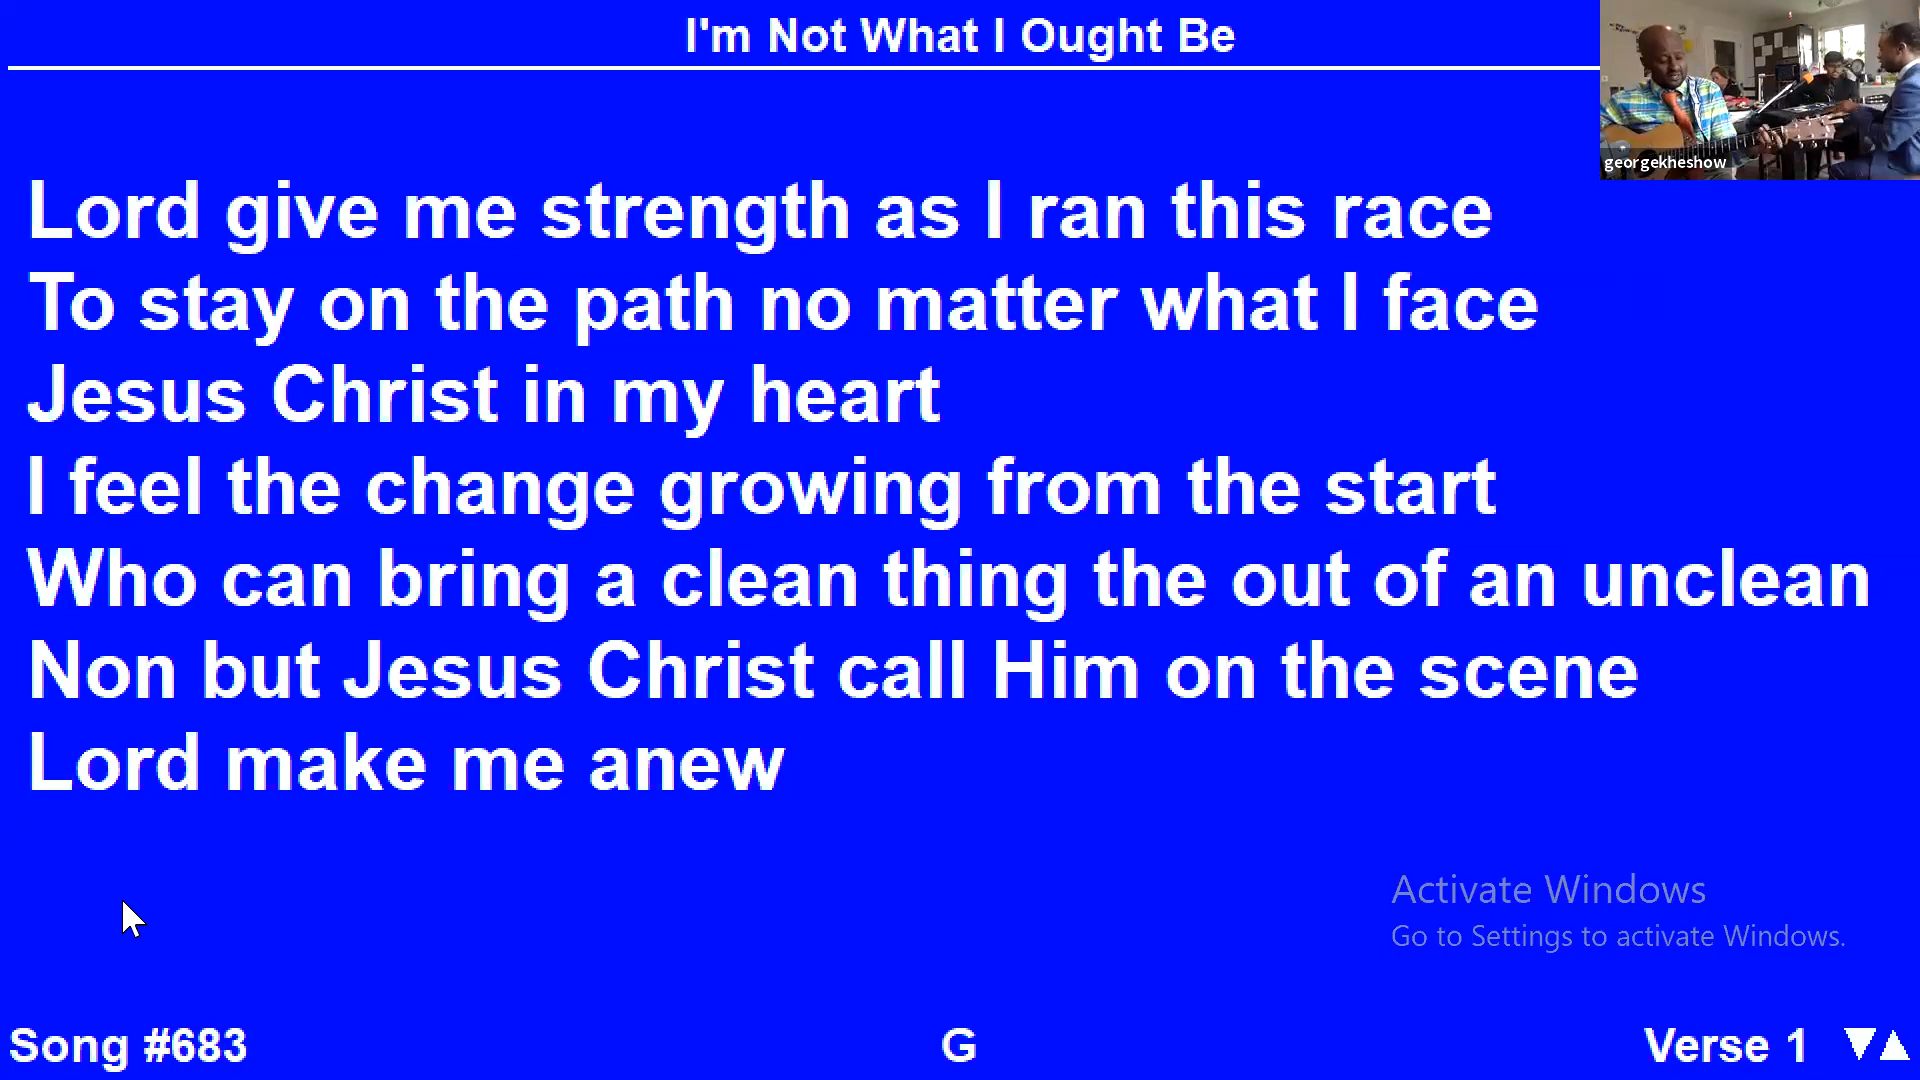 I'm Not What I Ought Be
georgekheshow
Lord give me strength as I ran this race
To stay on the path no matter what I face
Jesus Christ in my heart
I feel the change growing from the start
Who can bring a clean thing the out of an unclean
Non but Jesus Christ call Him on the scene
Lord make me anew
Activate Windows
Go to Settings to activate Windows.
Song #683
G
Verse 1